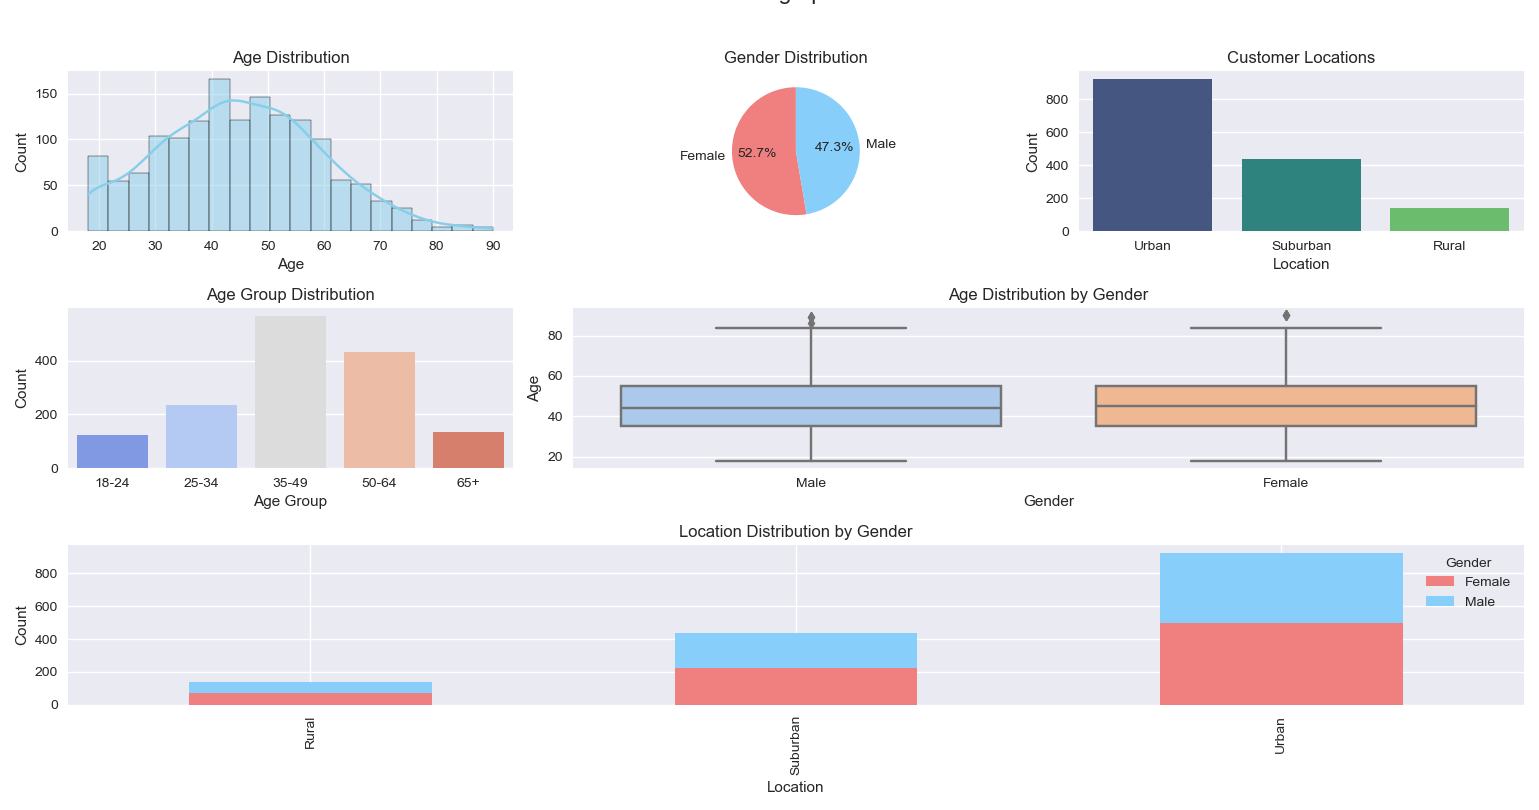 Age Distribution
Count
150
100
50
0
20 30 40 50 60 70 80 90
Age
Gender Distribution
Female
52.7%
47.3%
Male
Customer Locations
Count
800
600
400
200
0
Urban Suburban Rural
Location
Age Group Distribution
Count
400
200
0
18-24 25-34 35-49 50-64 65+
Age Group
Age Distribution by Gender
Age
80
60
40
20
Male Female
Gender
Location Distribution by Gender
Count
800
600
400
200
0
Gender
Female
Male
Rural
Suburban
Urban
Location